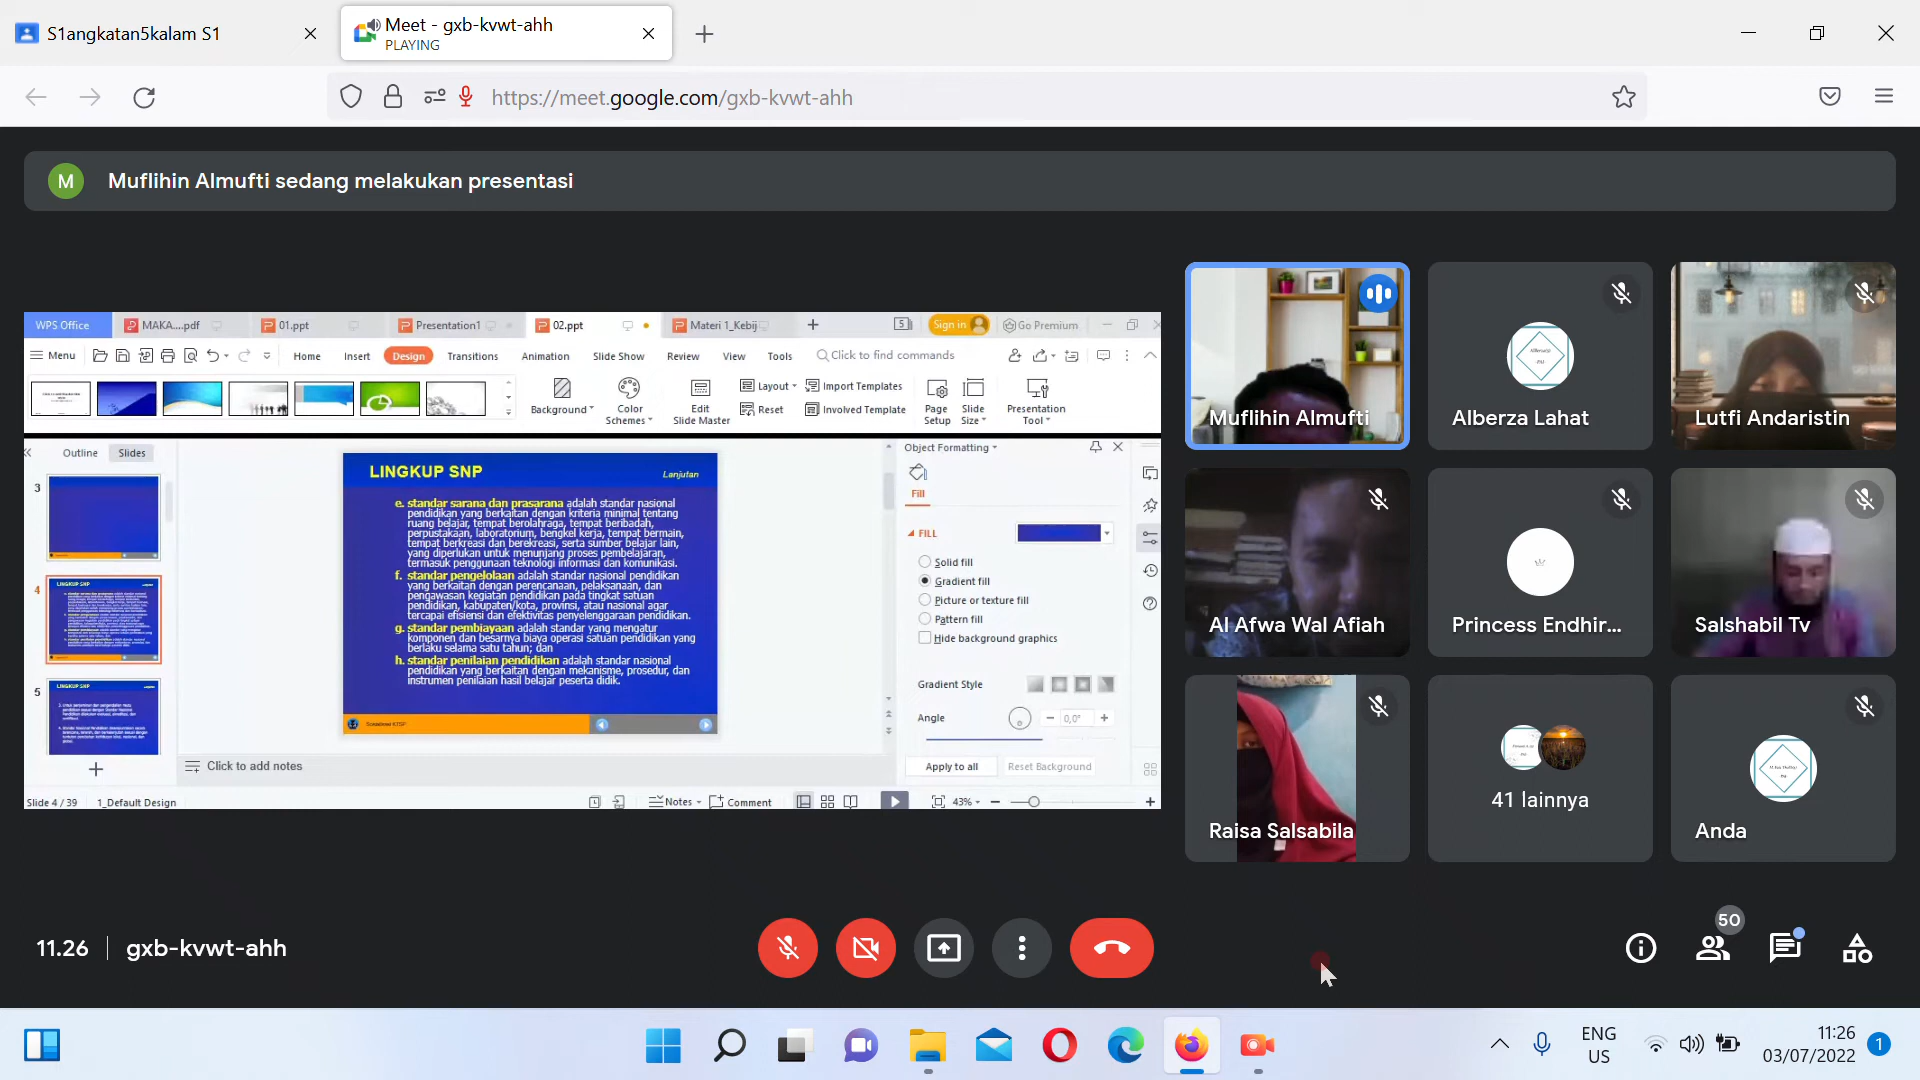 S1angkatan5kalam S1
Meet - gxb-kvwt-ahh
PLAYING
https://meet.google.com/gxb-kvwt-ahh
M
Muflihin Almufti sedang melakukan presentasi
WPS Office
MAKA....pdf
01.ppt
Presentation1
02.ppt
Materi 1_Kebij
5
Sign in
Go Premium
Menu
Home
Insert
Design
Transitions
Animation
Slide Show
Review
View
Tools
Click to find commands
Background
Color
Schemes
Edit
Slide Master
Layout
Reset
Import Templates
Involved Template
Page
Setup
Slide
Size
Presentation
Tool
Outline
Slides
3
4
LINGKUP SNP
5
LINGKUP SNP
LINGKUP SNP
Lanjutan
e. standar sarana dan prasarana adalah standar nasional
pendidikan yang berkaitan dengan kriteria minimal tentang
ruang belajar, tempat berolahraga, tempat beribadah,
perpustakaan, laboratorium, bengkel kerja, tempat bermain,
tempat berkreasi dan berekreasi, serta sumber belajar lain,
yang diperlukan untuk menunjang proses pembelajaran,
termasuk penggunaan teknologi informasi dan komunikasi.
f. standar pengelolaan adalah standar nasional pendidikan
yang berkaitan dengan perencanaan, pelaksanaan, dan
pengawasan kegiatan pendidikan pada tingkat satuan
pendidikan, kabupaten/kota, provinsi, atau nasional agar
tercapai efisiensi dan efektivitas penyelenggaraan pendidikan.
g. standar pembiayaan adalah standar yang mengatur
komponen dan besarnya biaya operasi satuan pendidikan yang
berlaku selama satu tahun; dan
h. standar penilaian pendidikan adalah standar nasional
pendidikan yang berkaitan dengan mekanisme, prosedur, dan
instrumen penilaian hasil belajar peserta didik.
Sosialisasi KTSP
Object Formatting
Fill
FILL
Solid fill
Gradient fill
Picture or texture fill
Pattern fill
Hide background graphics
Gradient Style
Angle
0,0°
Apply to all
Reset Background
Click to add notes
Slide 4 / 39
1_Default Design
Notes
Comment
43%
Muflihin Almufti
Alberza Lahat
Lutfi Andaristin
Al Afwa Wal Afiah
Princess Endhir...
Salshabil Tv
Raisa Salsabila
41 lainnya
Anda
11.26
gxb-kvwt-ahh
50
ENG
US
11:26
03/07/2022
1